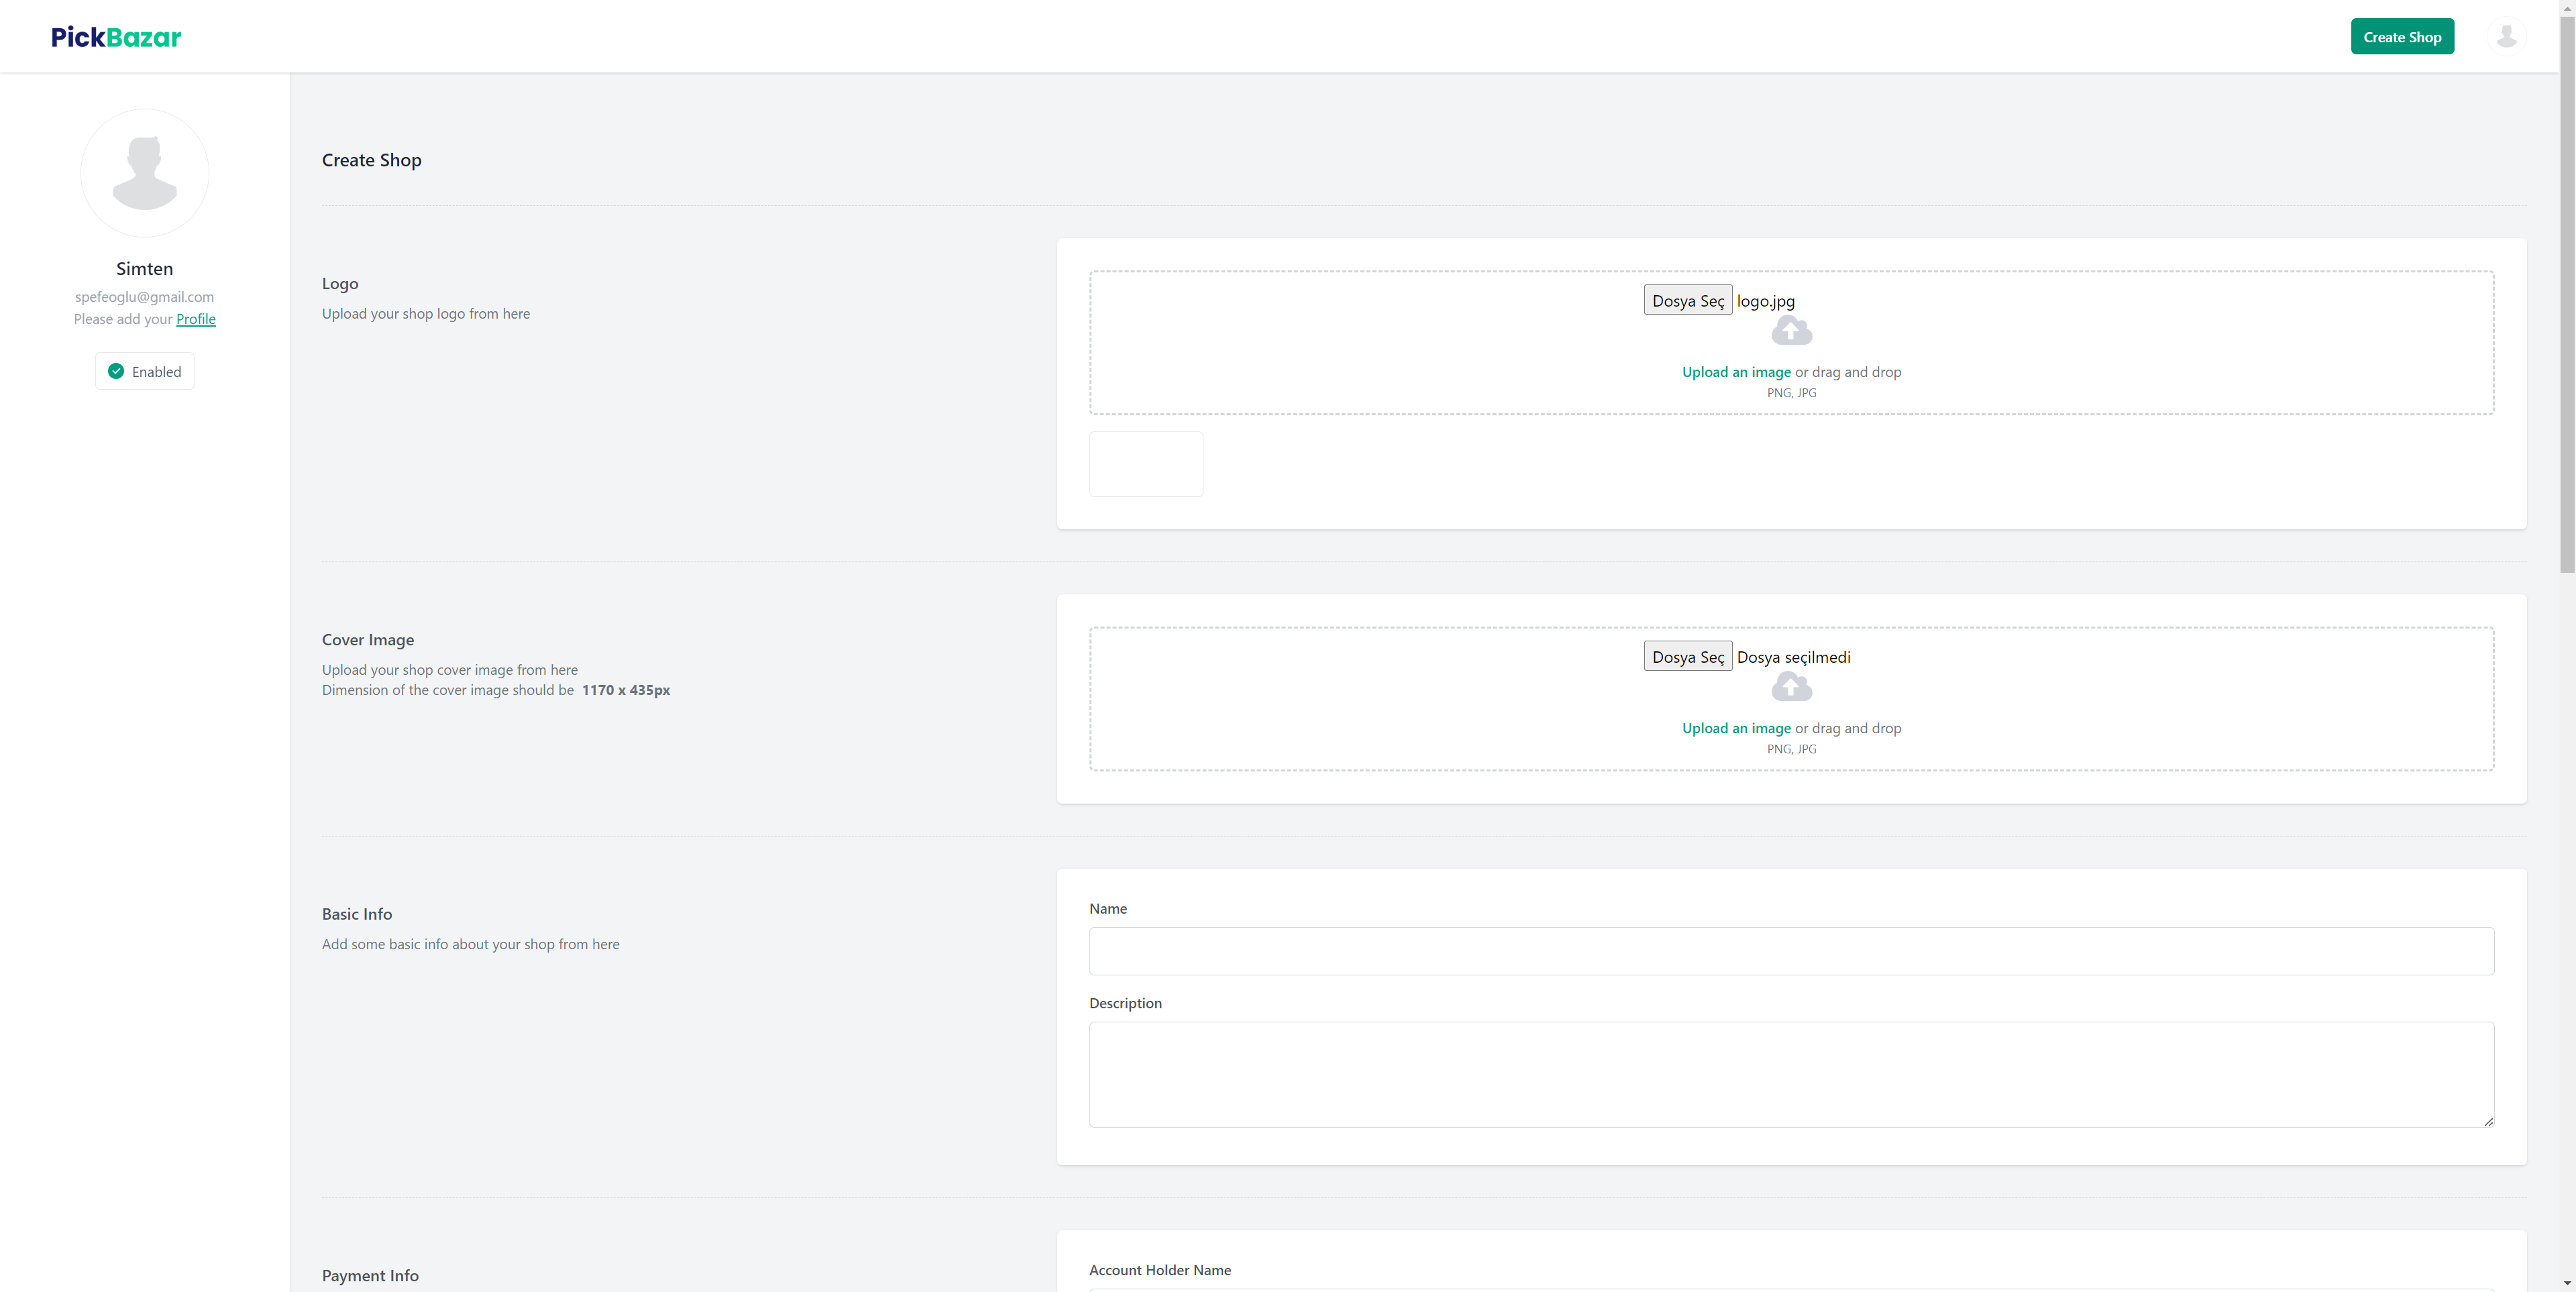 PickBazar
Create Shop
Simten
spefeoglu@gmail.com
Please add your Profile
Enabled
Create Shop
Logo
Upload your shop logo from here
Dosya Seç logo.jpg
Upload an image or drag and drop
PNG, JPG
Cover Image
Upload your shop cover image from here
Dimension of the cover image should be 1170 x 435px
Dosya Seç Dosya seçilmedi
Upload an image or drag and drop
PNG, JPG
Basic Info
Add some basic info about your shop from here
Name
Description
Payment Info
Account Holder Name